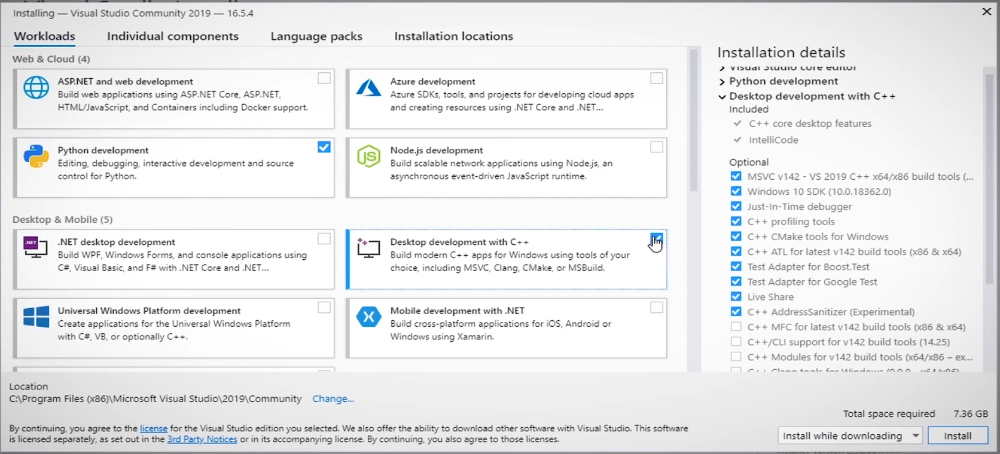 Installing — Visual Studio Community 2019 — 16.5.4
Workloads
Individual components
Language packs
Installation locations
Web & Cloud (4)
ASP.NET and web development
Build web applications using ASP.NET Core, ASP.NET,
HTML/JavaScript, and Containers including Docker support.
Azure development
Azure SDKs, tools, and projects for developing cloud apps
and creating resources using .NET Core and .NET...
Python development
Editing, debugging, interactive development and source
control for Python.
JS
Node.js development
Build scalable network applications using Node.js, an
asynchronous event-driven JavaScript runtime.
Desktop & Mobile (5)
.NET
.NET desktop development
Build WPF, Windows Forms, and console applications using
C#, Visual Basic, and F# with .NET Core and .NET...
Desktop development with C++
Build modern C++ apps for Windows using tools of your
choice, including MSVC, Clang, CMake, or MSBuild.
Universal Windows Platform development
Create applications for the Universal Windows Platform
with C#, VB, or optionally C++.
Mobile development with .NET
Build cross-platform applications for iOS, Android or
Windows using Xamarin.
Installation details
Visual Studio core editor
Python development
Desktop development with C++
Included
C++ core desktop features
IntelliCode
Optional
MSVC v142 - VS 2019 C++ x64/x86 build tools (...
Windows 10 SDK (10.0.18362.0)
Just-In-Time debugger
C++ profiling tools
C++ CMake tools for Windows
C++ ATL for latest v142 build tools (x86 & x64)
Test Adapter for Boost.Test
Test Adapter for Google Test
Live Share
C++ AddressSanitizer (Experimental)
C++ MFC for latest v142 build tools (x86 & x64)
C++/CLI support for v142 build tools (14.25)
C++ Modules for v142 build tools (x64/x86 – ex...
C++ Clang tools for Windows
Location
C:\Program Files (x86)\Microsoft Visual Studio\2019\Community
Change...
Total space required 7.36 GB
By continuing, you agree to the license for the Visual Studio edition you selected. We also offer the ability to download other software with Visual Studio. This software
is licensed separately, as set out in the 3rd Party Notices or in its accompanying license. By continuing, you also agree to those licenses.
Install while downloading
Install